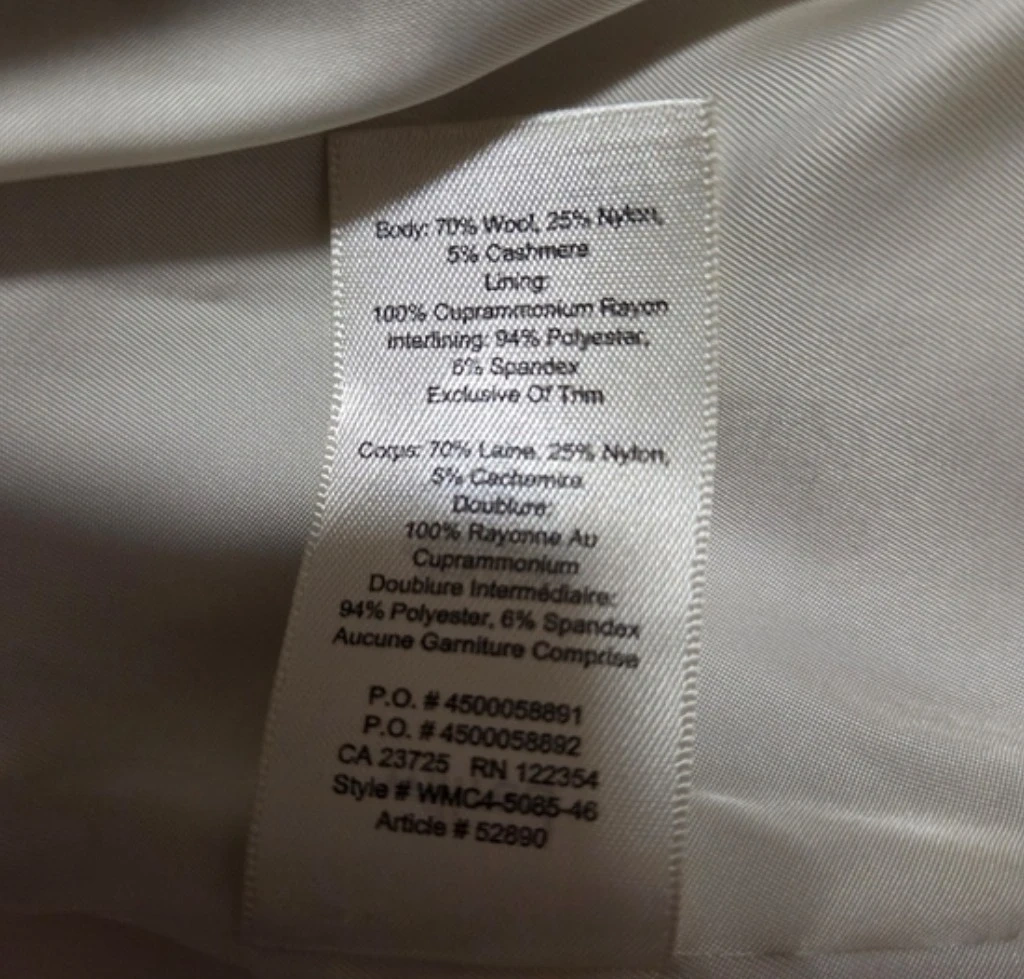 Body: 70% Wool, 25% Nylon,
5% Cashmere
Lining:
100% Cuprammonium Rayon
Interlining: 94% Polyester,
6% Spandex
Exclusive Of Trim
Corps: 70% Laine, 25% Nylon,
5% Cachemire
Doublure:
100% Rayonne Au
Cuprammonium
Doublure Intermédiaire:
94% Polyester, 6% Spandex
Aucune Garniture Comprise
P.O. # 4500058891
P.O. # 4500058892
CA 23725 RN 122354
Style # WMC4-5085-46
Article # 52890